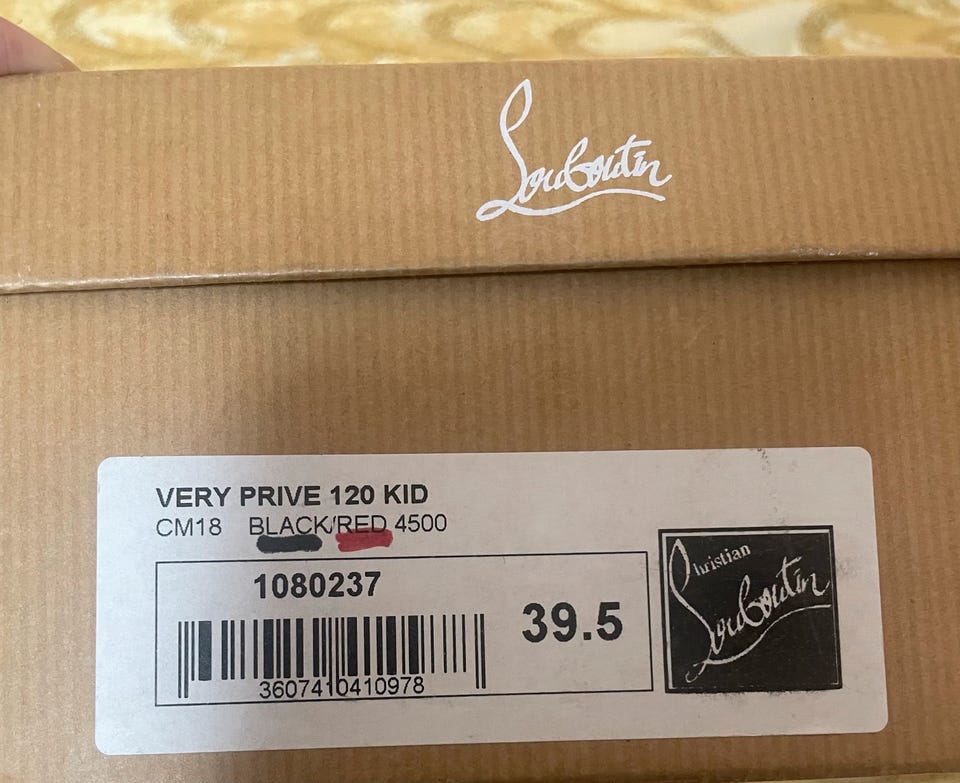 Louboutin
VERY PRIVE 120 KID
CM18 BLACK/RED 4500
1080237
39.5
3607410410978
Christian
Louboutin